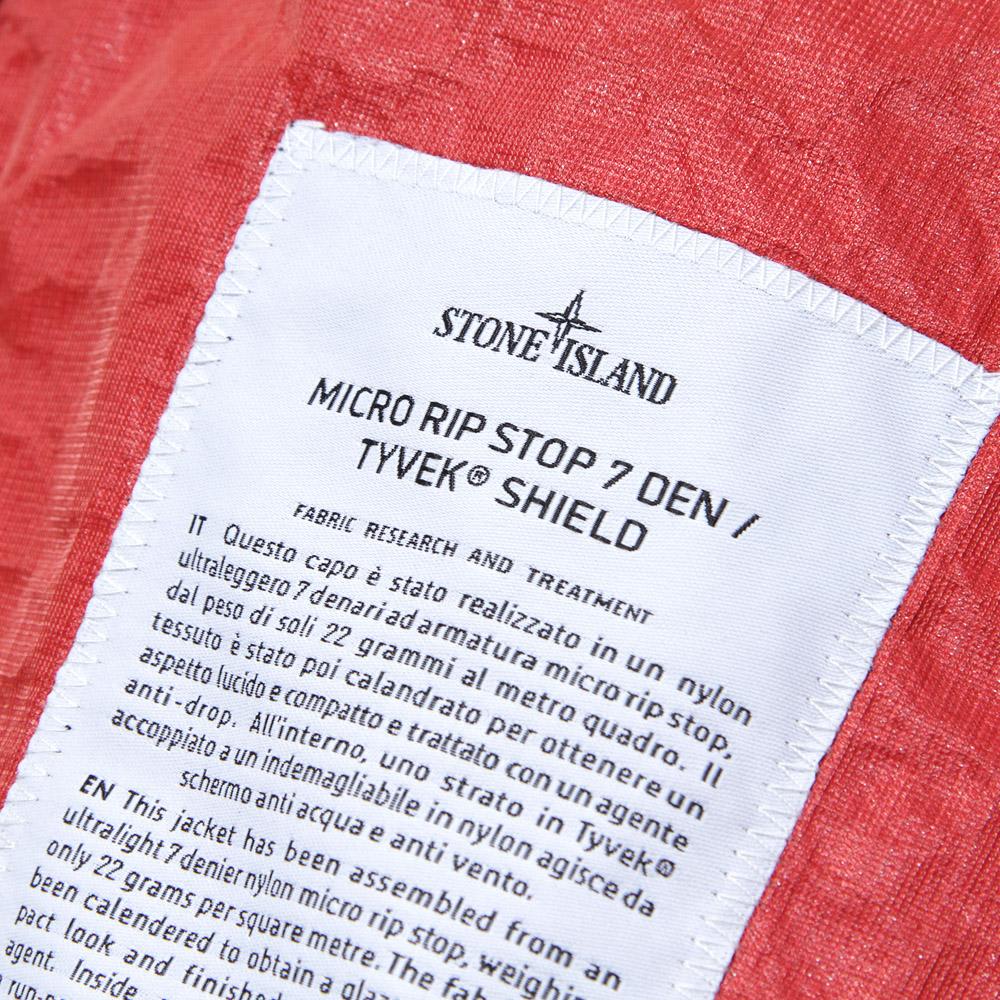 STONE ISLAND
MICRO RIP STOP 7 DEN /
TYVEK® SHIELD
FABRIC RESEARCH AND TREATMENT
IT Questo capo è stato realizzato in un nylon
ultraleggero 7 denari ad armatura micro rip stop,
dal peso di soli 22 grammi al metro quadro. Il
tessuto è stato poi calandrato per ottenere un
aspetto lucido e compatto e trattato con un agente
anti-drop. All'interno, uno strato in Tyvek®
accoppiato a un indemagliabile in nylon agisce da
schermo anti acqua e anti vento.
EN This jacket has been assembled from an
ultralight 7 denier nylon micro rip stop, weighin
only 22 grams per square metre. The fab
been calendered to obtain a glaz
pact look and finished
agent. Inside
run-